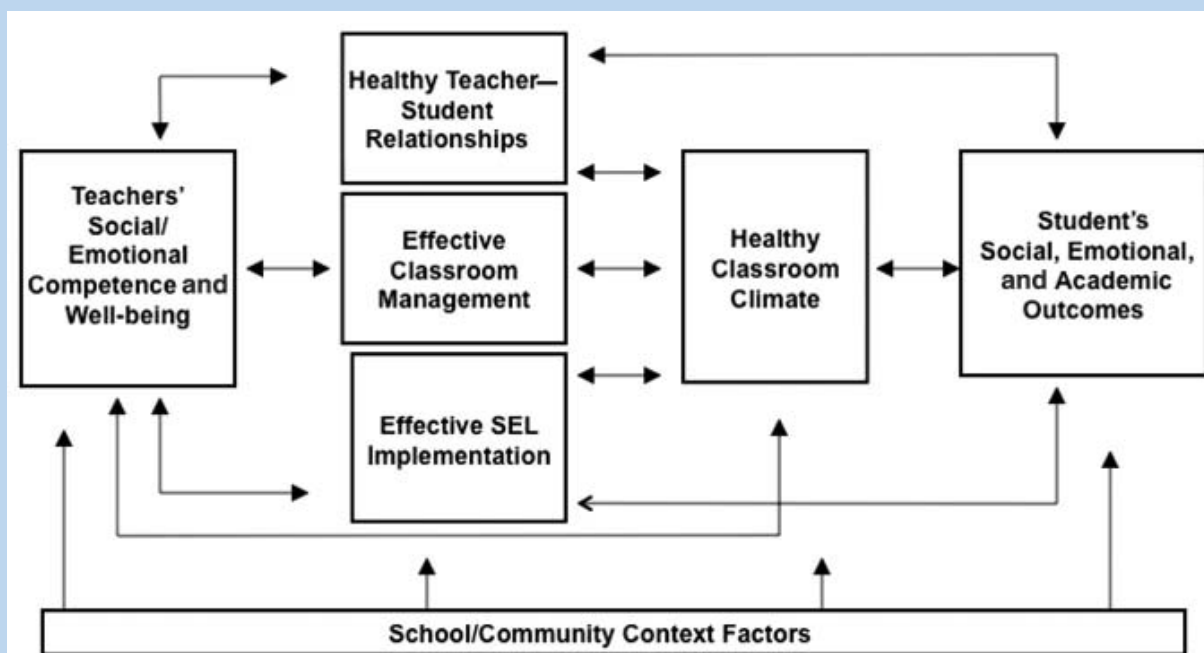 Healthy Teacher—
Student
Relationships
Teachers’
Social/
Emotional
Competence and
Well-being
Effective
Classroom
Management
Effective SEL
Implementation
Healthy
Classroom
Climate
Student’s
Social, Emotional,
and Academic
Outcomes
School/Community Context Factors